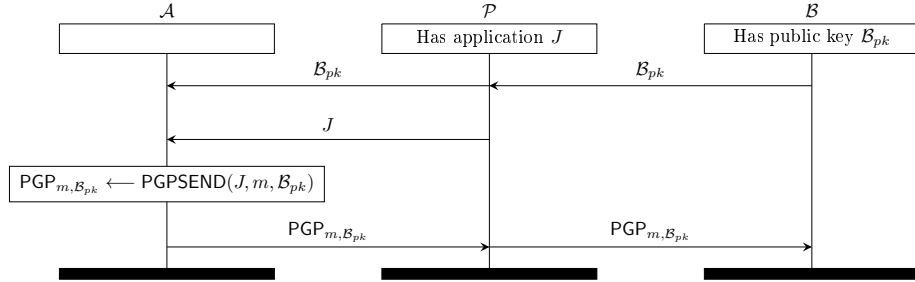 𝒜 𝒫 ℬ
Has application J Has public key ℬ_pk
ℬ_pk ℬ_pk
J
PGP_{m,ℬ_pk} ⟵ PGPSEND(J, m, ℬ_pk)
PGP_{m,ℬ_pk} PGP_{m,ℬ_pk}